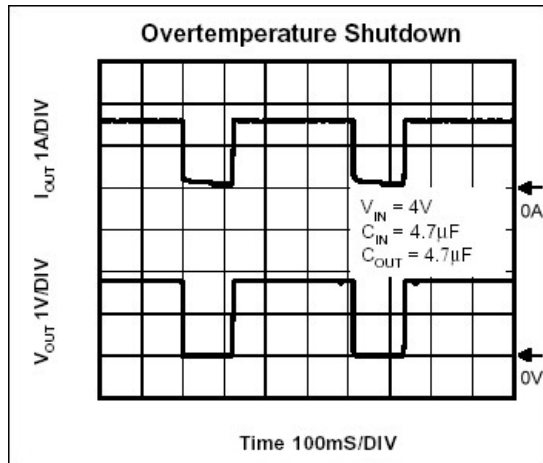 Overtemperature Shutdown
IOUT 1A/DIV
0A
VIN = 4V
CIN = 4.7µF
COUT = 4.7µF
VOUT 1V/DIV
0V
Time 100mS/DIV